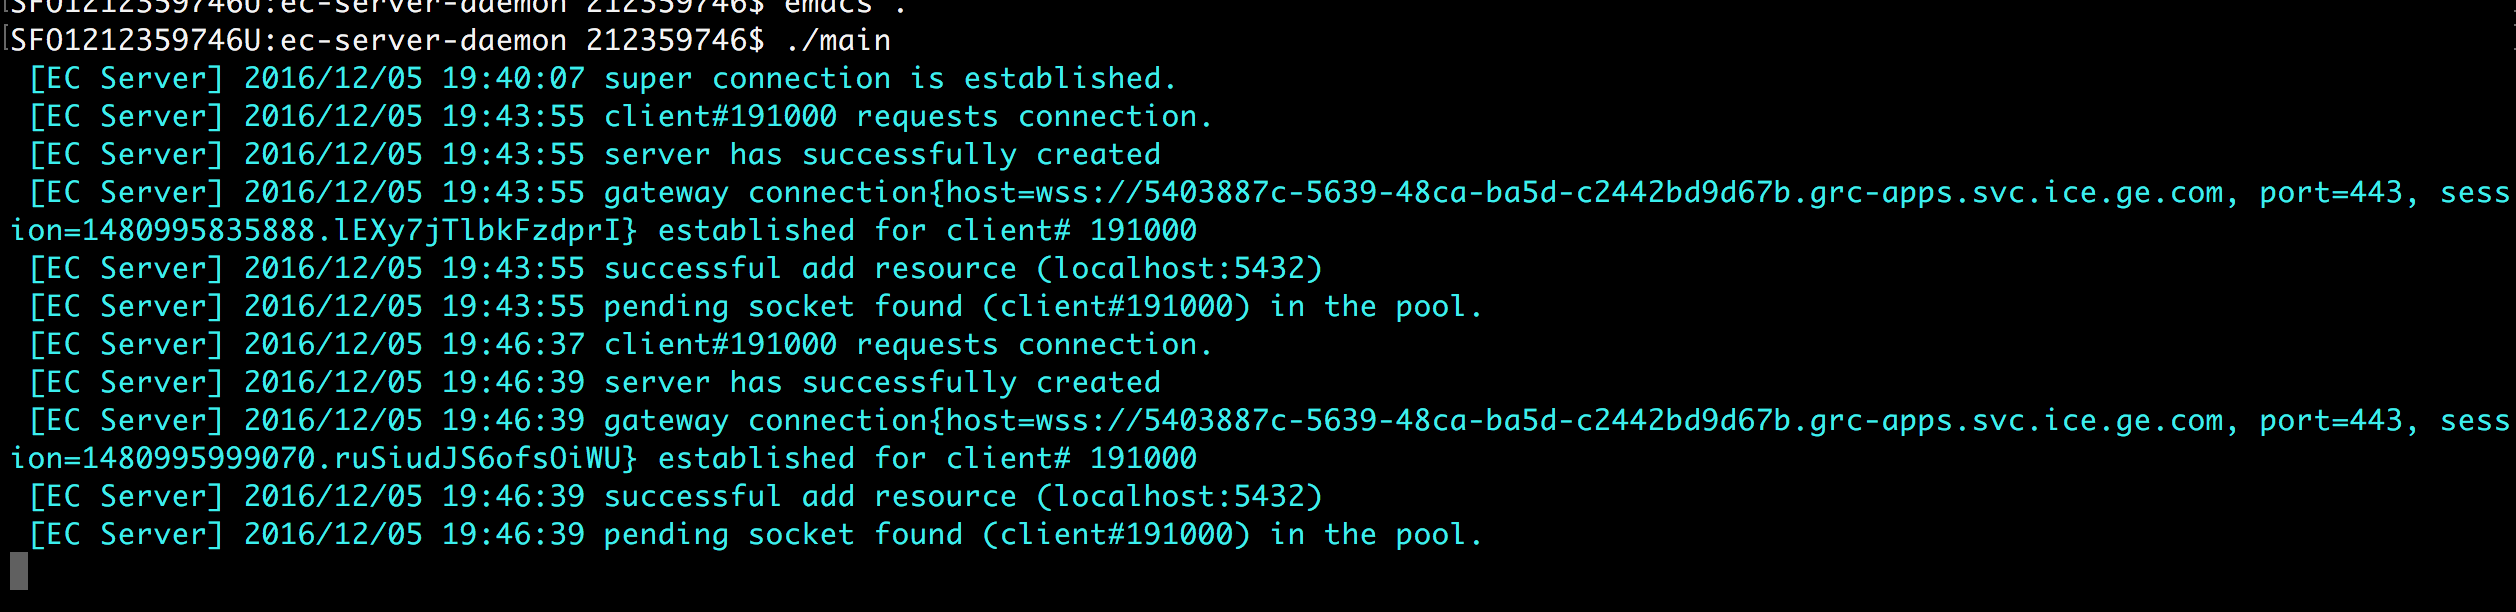 SFO1212359746U:ec-server-daemon 212359746$ emacs .
SFO1212359746U:ec-server-daemon 212359746$ ./main
[EC Server] 2016/12/05 19:40:07 super connection is established.
[EC Server] 2016/12/05 19:43:55 client#191000 requests connection.
[EC Server] 2016/12/05 19:43:55 server has successfully created
[EC Server] 2016/12/05 19:43:55 gateway connection{host=wss://5403887c-5639-48ca-ba5d-c2442bd9d67b.grc-apps.svc.ice.ge.com, port=443, sess
ion=1480995835888.lEXy7jTlbkFzdprI} established for client# 191000
[EC Server] 2016/12/05 19:43:55 successful add resource (localhost:5432)
[EC Server] 2016/12/05 19:43:55 pending socket found (client#191000) in the pool.
[EC Server] 2016/12/05 19:46:37 client#191000 requests connection.
[EC Server] 2016/12/05 19:46:39 server has successfully created
[EC Server] 2016/12/05 19:46:39 gateway connection{host=wss://5403887c-5639-48ca-ba5d-c2442bd9d67b.grc-apps.svc.ice.ge.com, port=443, sess
ion=1480995999070.ruSiudJS6ofsOiWU} established for client# 191000
[EC Server] 2016/12/05 19:46:39 successful add resource (localhost:5432)
[EC Server] 2016/12/05 19:46:39 pending socket found (client#191000) in the pool.